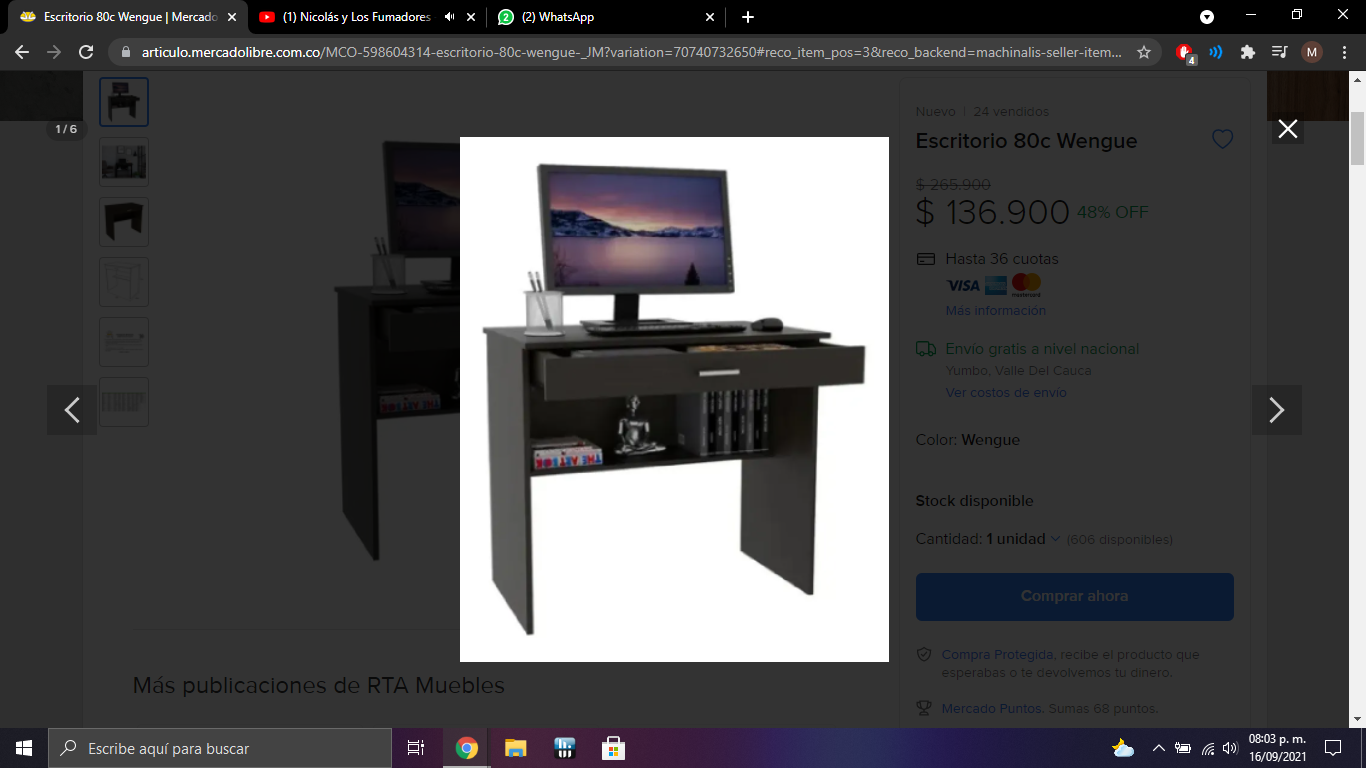 Escritorio 80c Wengue | Mercado
(1) Nicolás y Los Fumadores
(2) WhatsApp
articulo.mercadolibre.com.co/MCO-598604314-escritorio-80c-wengue-_JM?variation=70740732650#reco_item_pos=3&reco_backend=machinalis-seller-item...
4
M
1 / 6
Nuevo | 24 vendidos
Escritorio 80c Wengue
$ 265.900
$ 136.900 48% OFF
Hasta 36 cuotas
VISA
mastercard
Más información
Envío gratis a nivel nacional
Yumbo, Valle Del Cauca
Ver costos de envío
Color: Wengue
Stock disponible
Cantidad: 1 unidad (606 disponibles)
Comprar ahora
Compra Protegida, recibe el producto que
esperabas o te devolvemos tu dinero.
Mercado Puntos. Sumas 68 puntos.
THE ART
Más publicaciones de RTA Muebles
Escribe aquí para buscar
08:03 p. m.
16/09/2021